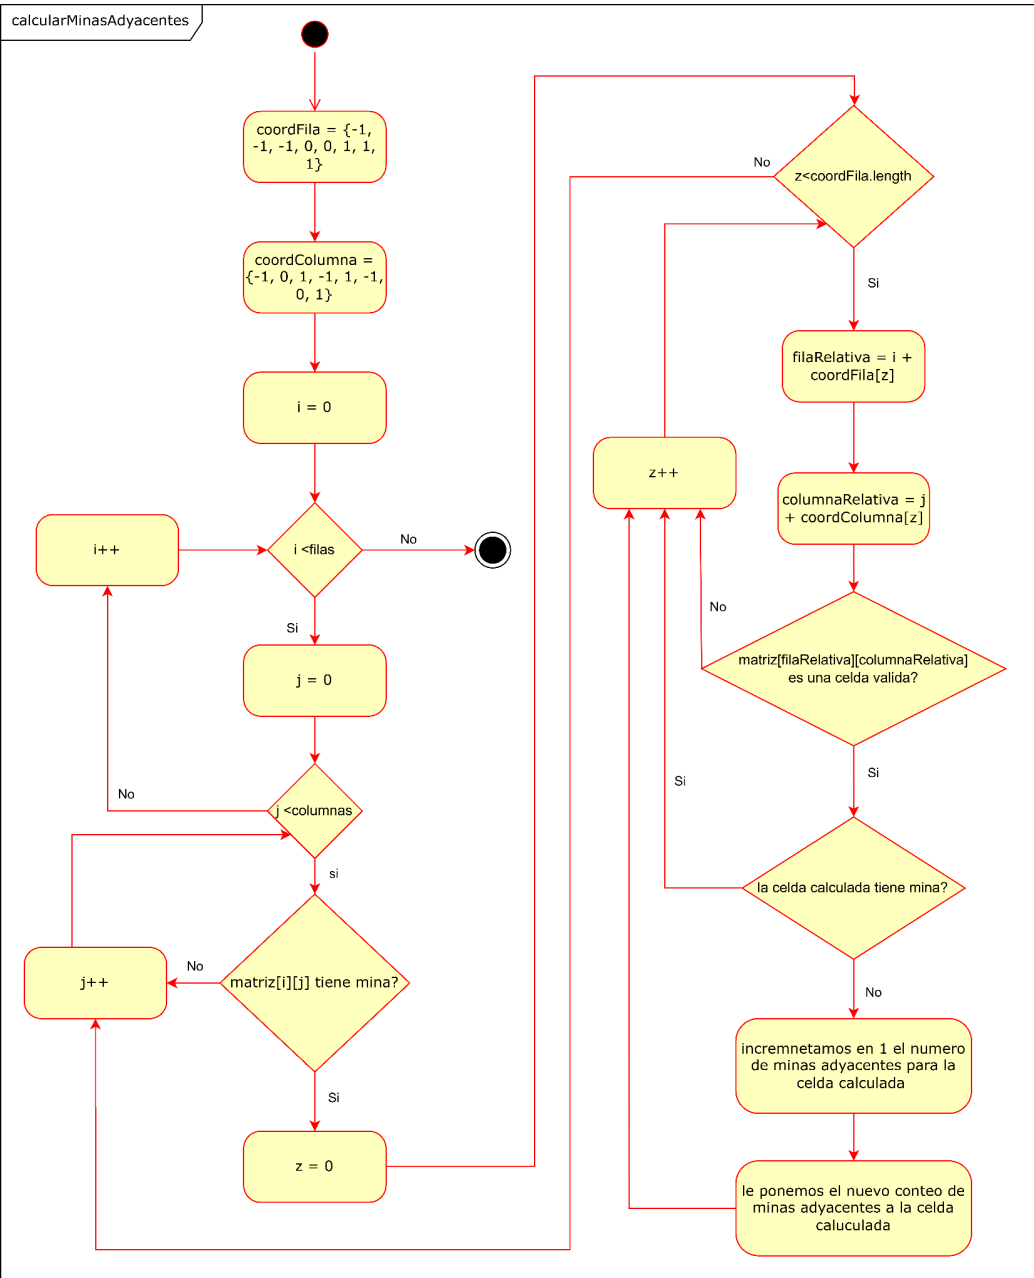 calcularMinasAdyacentes
coordFila = {-1,
-1, -1, 0, 0, 1, 1,
1}
coordColumna =
{-1, 0, 1, -1, 1, -1,
0, 1}
i = 0
i++
i <filas
No
Si
j = 0
j <columnas
No
si
j++
No
matriz[i][j] tiene mina?
Si
z = 0
No
z<coordFila.length
Si
filaRelativa = i +
coordFila[z]
z++
columnaRelativa = j
+ coordColumna[z]
No
matriz[filaRelativa][columnaRelativa]
es una celda valida?
Si
Si
la celda calculada tiene mina?
No
incremnetamos en 1 el numero
de minas adyacentes para la
celda calculada
le ponemos el nuevo conteo de
minas adyacentes a la celda
caluculada